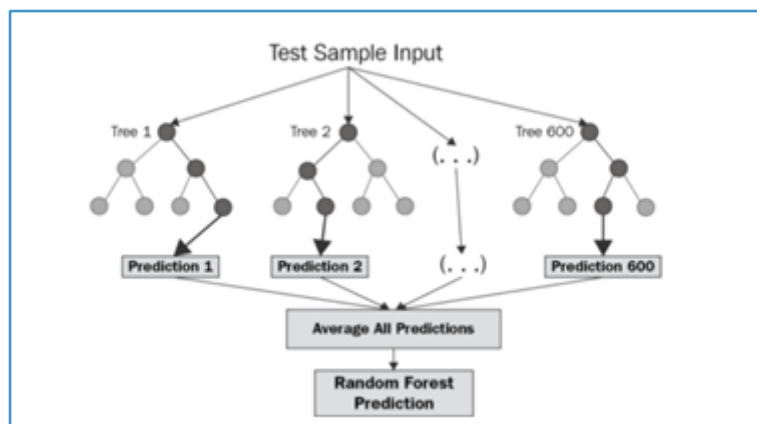 Test Sample Input
Tree 1
Tree 2
Tree 600
(. . .)
Prediction 1
Prediction 2
(. . .)
Prediction 600
Average All Predictions
Random Forest
Prediction